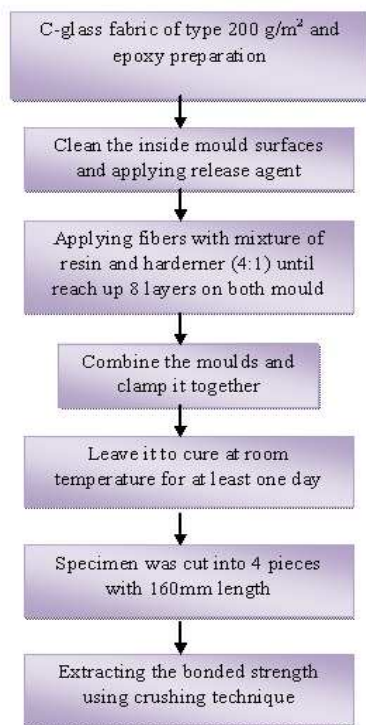 C-glass fabric of type 200 g/m² and
epoxy preparation
Clean the inside mould surfaces
and applying release agent
Applying fibers with mixture of
resin and harderner (4:1) until
reach up 8 layers on both mould
Combine the moulds and
clamp it together
Leave it to cure at room
temperature for at least one day
Specimen was cut into 4 pieces
with 160mm length
Extracting the bonded strength
using crushing technique